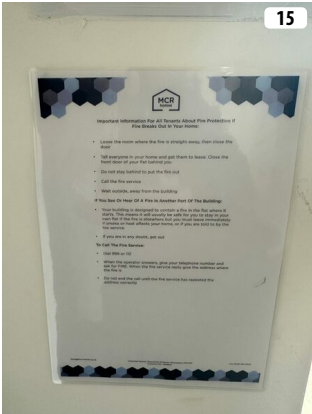 15
MCR
Important Information For All Tenants About Fire Protection If
Fire Breaks Out In Your Home:
Leave the room where the fire is straight away, then close the
door
Tell everyone in your home and get them to leave. Close the
front door of your flat behind you
Do not stay behind to put the fire out
Call the fire service
Wait outside, away from the building
If You See Or Hear Of A Fire In Another Part Of The Building:
Your building is designed to contain a fire in the flat where it
starts. This means it will usually be safe for you to stay in your
own flat if the fire is elsewhere but you must leave immediately
if smoke or heat affects your home, or if you are told to by the
fire service
If you are in any doubt, get out
To Call The Fire Service:
Dial 999 or 112
When the operator answers, give your telephone number and
ask for FIRE. When the fire service reply give the address where
the fire is
Do not end the call until the fire service has repeated the
address correctly